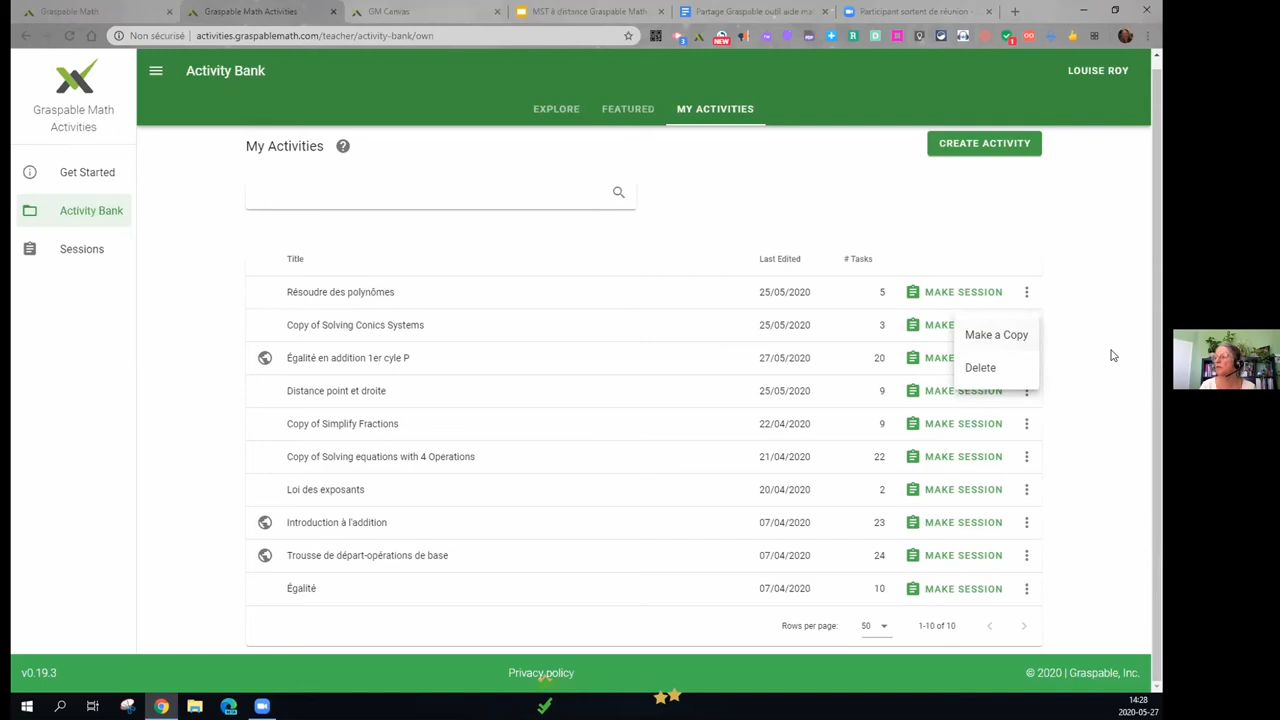 Graspable Math
Graspable Math Activities
GM Canvas
MST à distance Graspable Math
Partage Graspable outil aide ma
Participant sortant de réunion -
Non sécurisé
activities.graspablemath.com/teacher/activity-bank/own
NEW
Graspable Math
Activities
Activity Bank
LOUISE ROY
EXPLORE
FEATURED
MY ACTIVITIES
Get Started
Activity Bank
Sessions
My Activities
CREATE ACTIVITY
Title Last Edited # Tasks
Résoudre des polynômes 25/05/2020 5 MAKE SESSION
Copy of Solving Conics Systems 25/05/2020 3 MAKE
Égalité en addition 1er cyle P 27/05/2020 20 MAKE
Distance point et droite 25/05/2020 9 MAKE SESSION
Copy of Simplify Fractions 22/04/2020 9 MAKE SESSION
Copy of Solving equations with 4 Operations 21/04/2020 22 MAKE SESSION
Loi des exposants 20/04/2020 2 MAKE SESSION
Introduction à l'addition 07/04/2020 23 MAKE SESSION
Trousse de départ-opérations de base 07/04/2020 24 MAKE SESSION
Égalité 07/04/2020 10 MAKE SESSION
Make a Copy
Delete
Rows per page: 50 1-10 of 10
v0.19.3
Privacy policy
© 2020 | Graspable, Inc.
14:28
2020-05-27